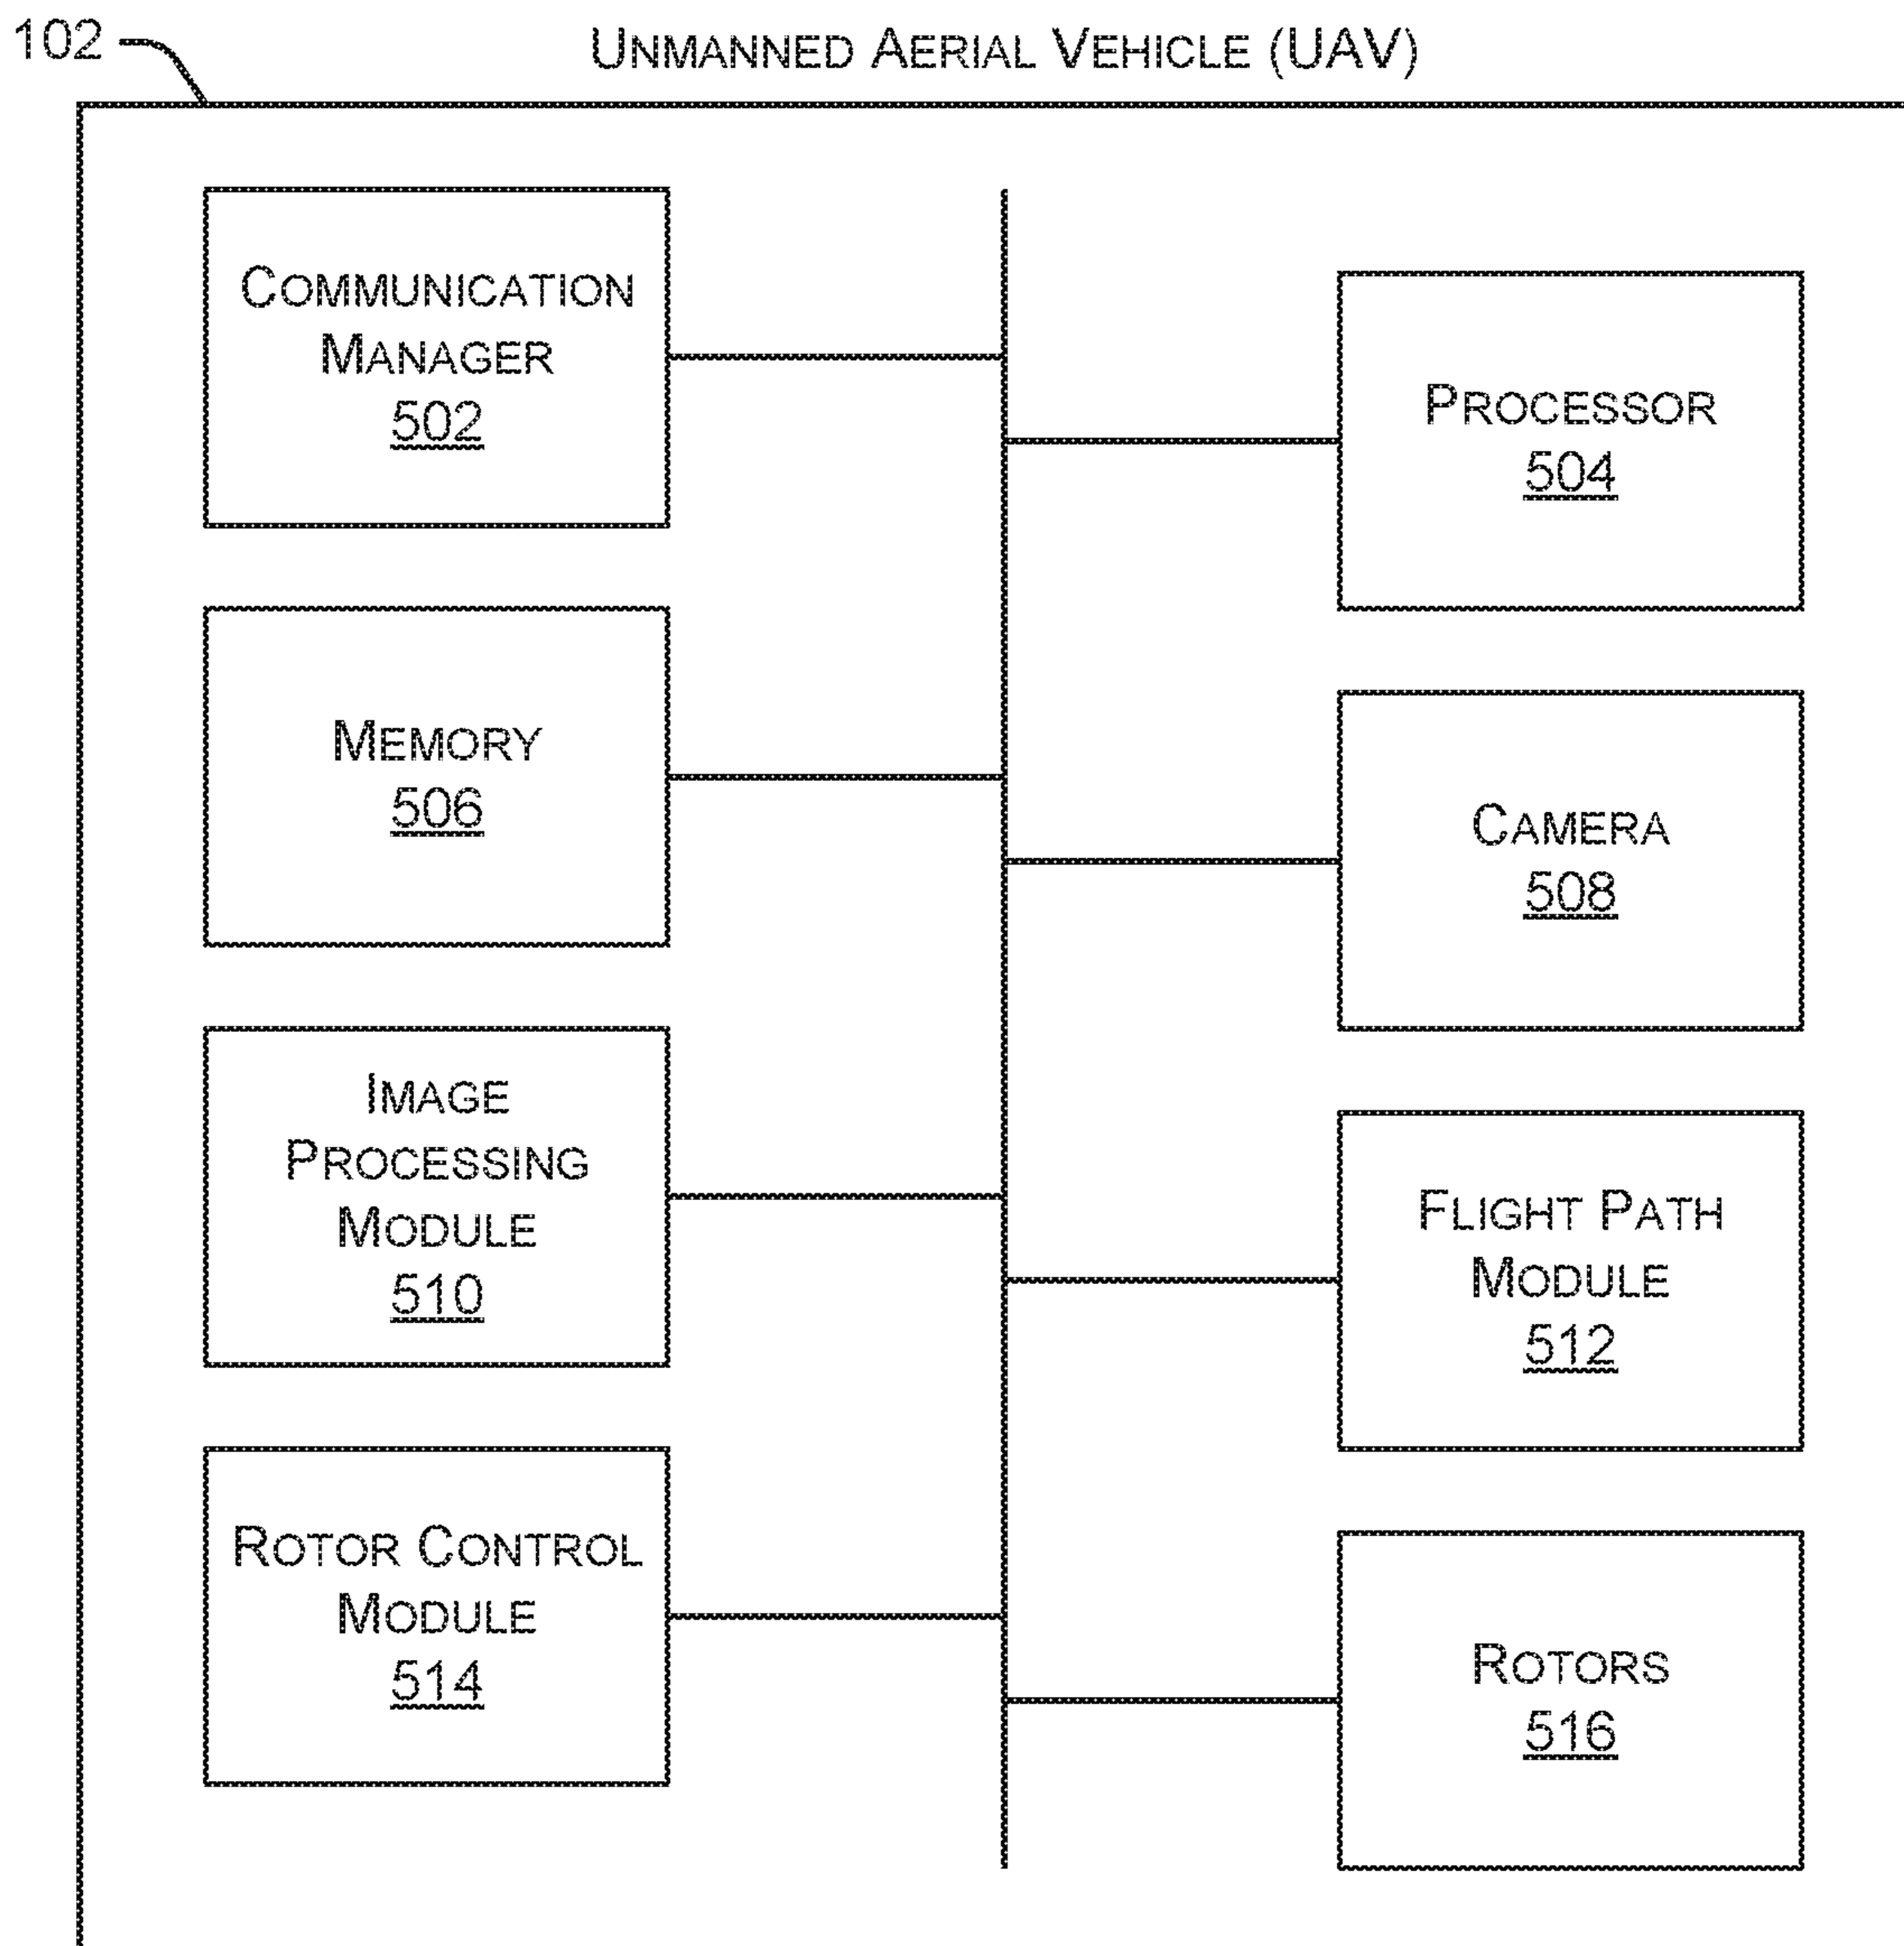 102
UNMANNED AERIAL VEHICLE (UAV)
COMMUNICATION
MANAGER
502
PROCESSOR
504
MEMORY
506
CAMERA
508
IMAGE
PROCESSING
MODULE
510
FLIGHT PATH
MODULE
512
ROTOR CONTROL
MODULE
514
ROTORS
516